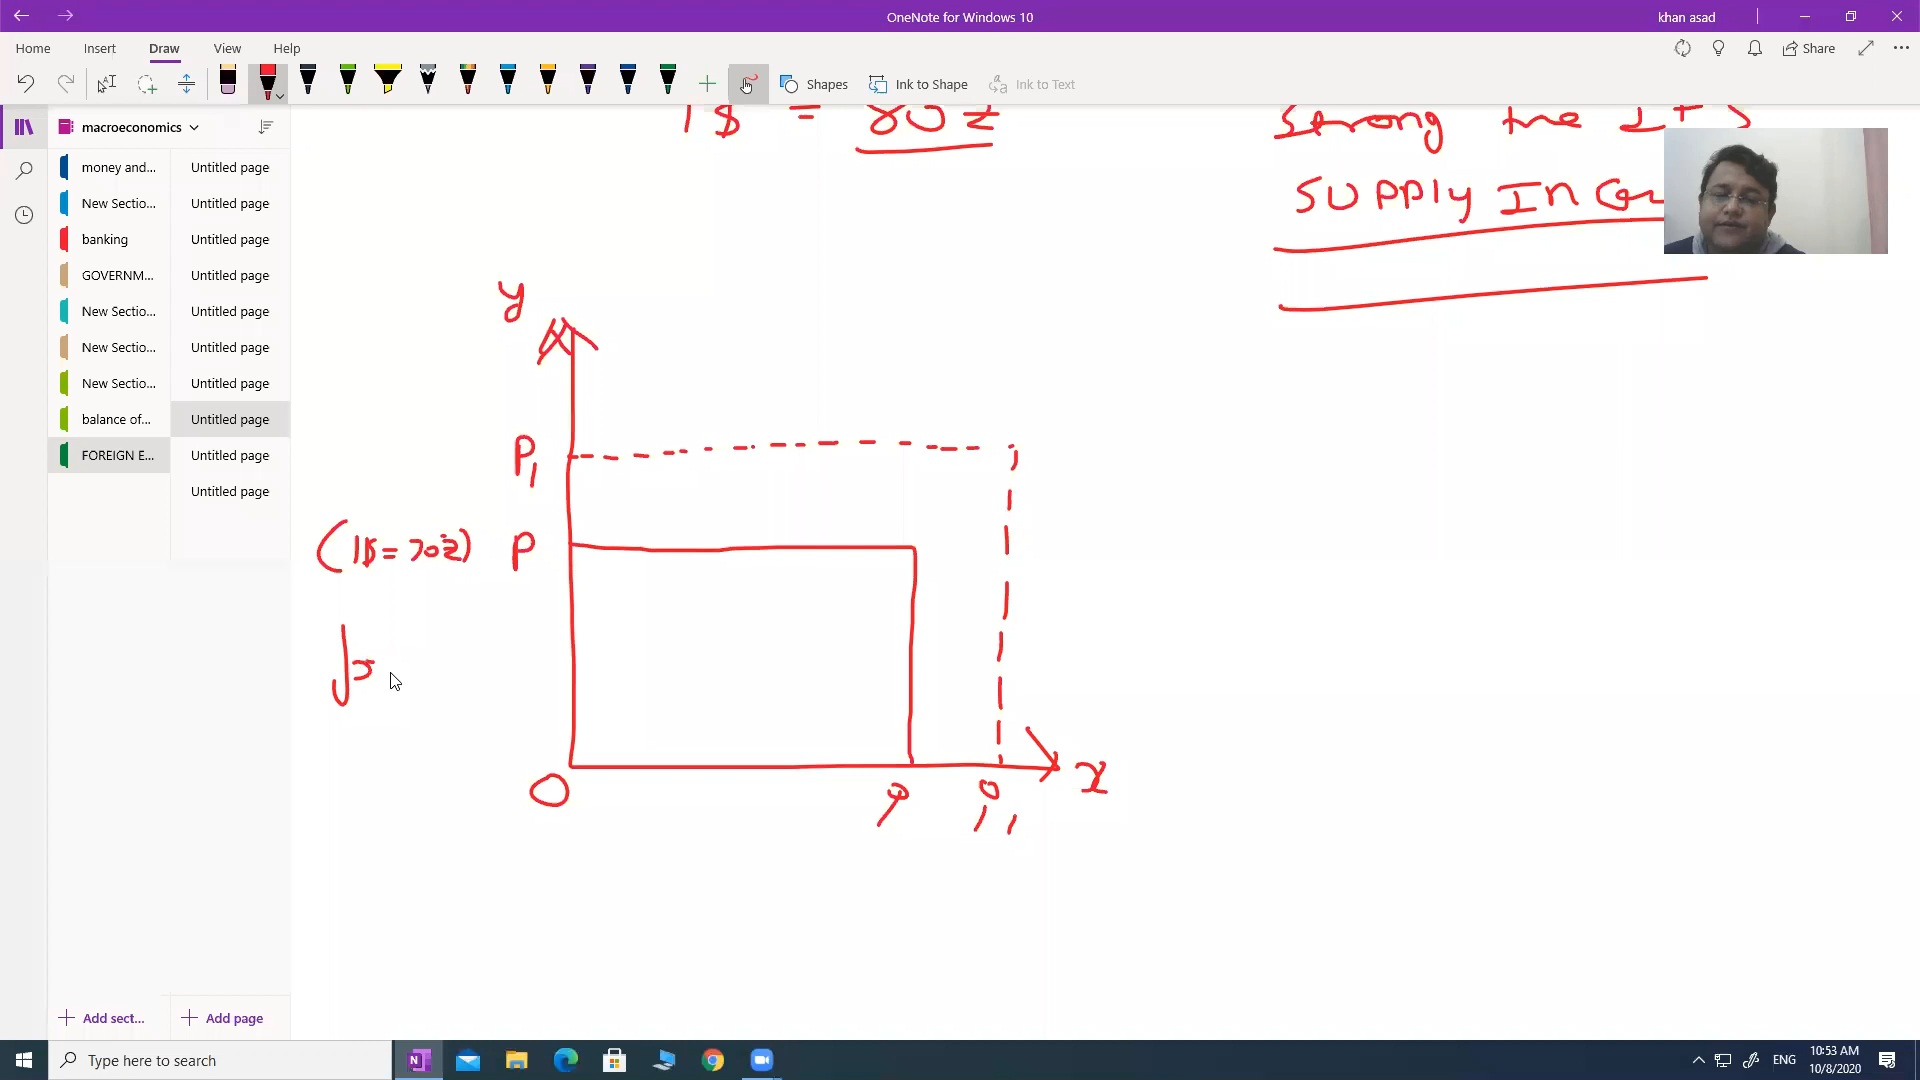 OneNote for Windows 10
khan asad
Home Insert Draw View Help
Share
Shapes Ink to Shape Ink to Text
macroeconomics
money and...
New Sectio...
banking
GOVERNM...
New Sectio...
New Sectio...
New Sectio...
balance of...
FOREIGN E...
Untitled page
Untitled page
Untitled page
Untitled page
Untitled page
Untitled page
Untitled page
Untitled page
Untitled page
Untitled page
1$ = 80
Strong the
SUPPLY
y
P1
(1$ = 70) P
O
x
Add sect...
Add page
Type here to search
ENG
10:53 AM
10/8/2020